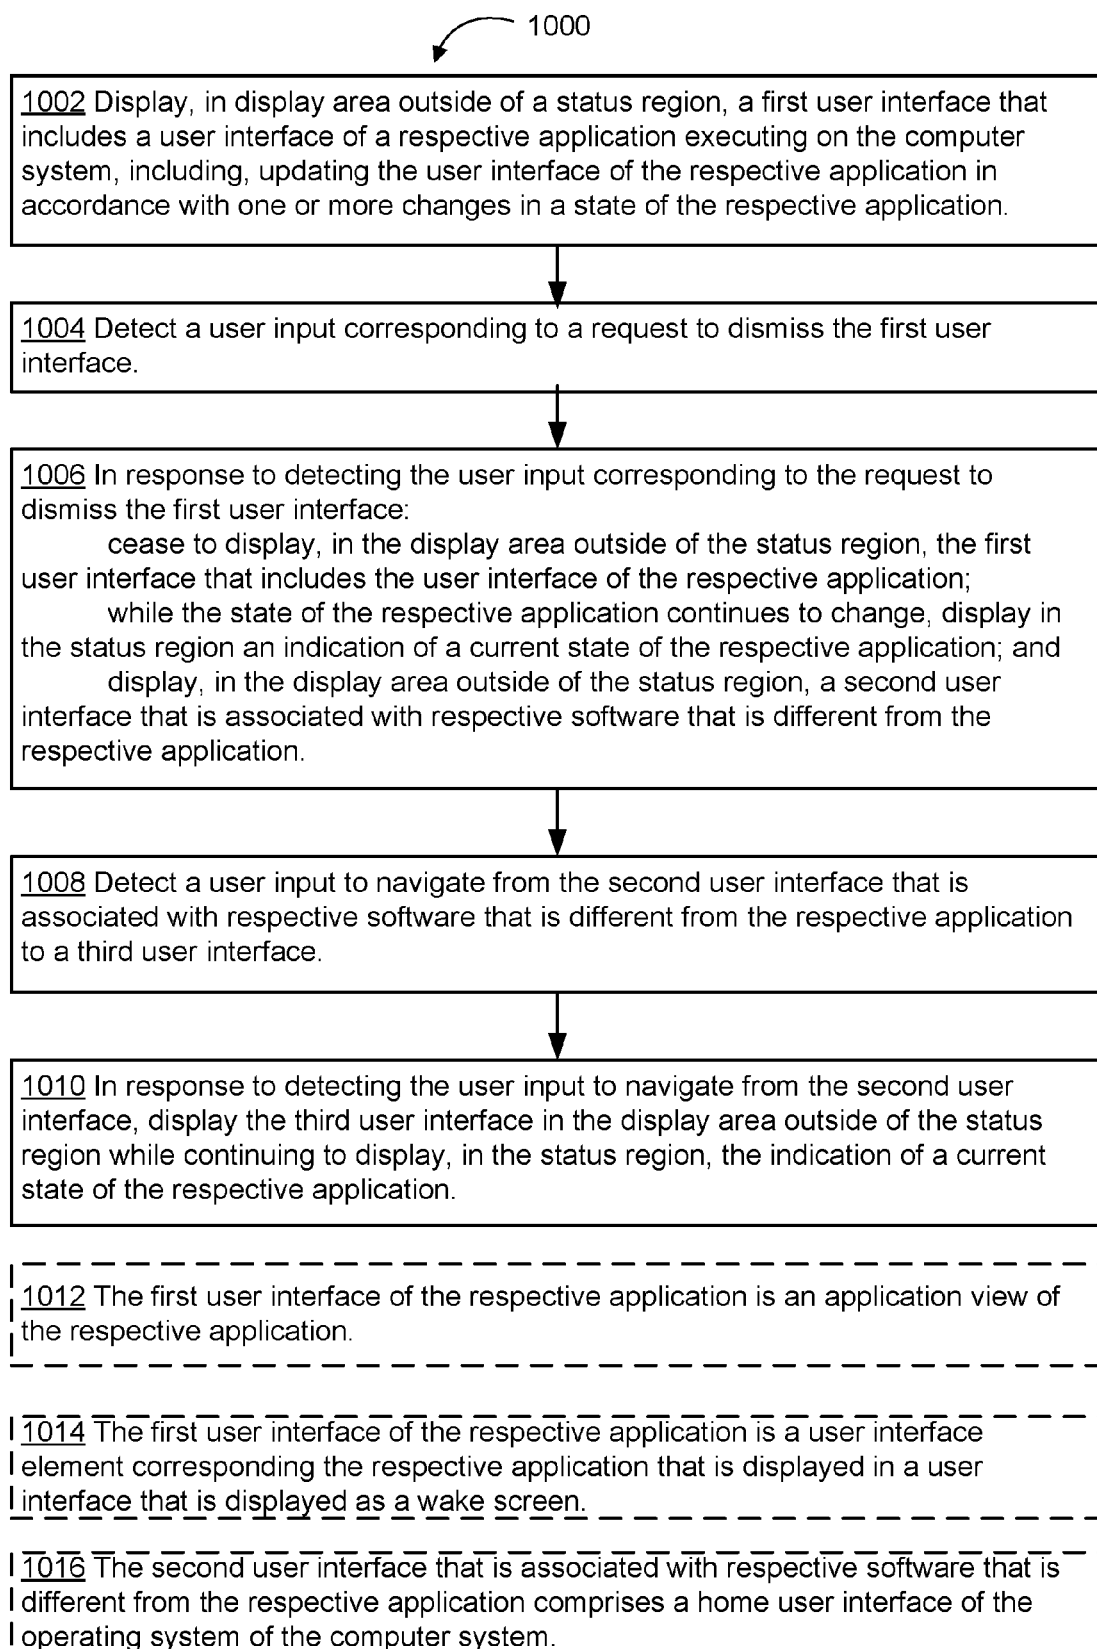 1000
1002 Display, in display area outside of a status region, a first user interface that
includes a user interface of a respective application executing on the computer
system, including, updating the user interface of the respective application in
accordance with one or more changes in a state of the respective application.
1004 Detect a user input corresponding to a request to dismiss the first user
interface.
1006 In response to detecting the user input corresponding to the request to
dismiss the first user interface:
cease to display, in the display area outside of the status region, the first
user interface that includes the user interface of the respective application;
while the state of the respective application continues to change, display in
the status region an indication of a current state of the respective application; and
display, in the display area outside of the status region, a second user
interface that is associated with respective software that is different from the
respective application.
1008 Detect a user input to navigate from the second user interface that is
associated with respective software that is different from the respective application
to a third user interface.
1010 In response to detecting the user input to navigate from the second user
interface, display the third user interface in the display area outside of the status
region while continuing to display, in the status region, the indication of a current
state of the respective application.
1012 The first user interface of the respective application is an application view of
the respective application.
1014 The first user interface of the respective application is a user interface
element corresponding the respective application that is displayed in a user
interface that is displayed as a wake screen.
1016 The second user interface that is associated with respective software that is
different from the respective application comprises a home user interface of the
operating system of the computer system.